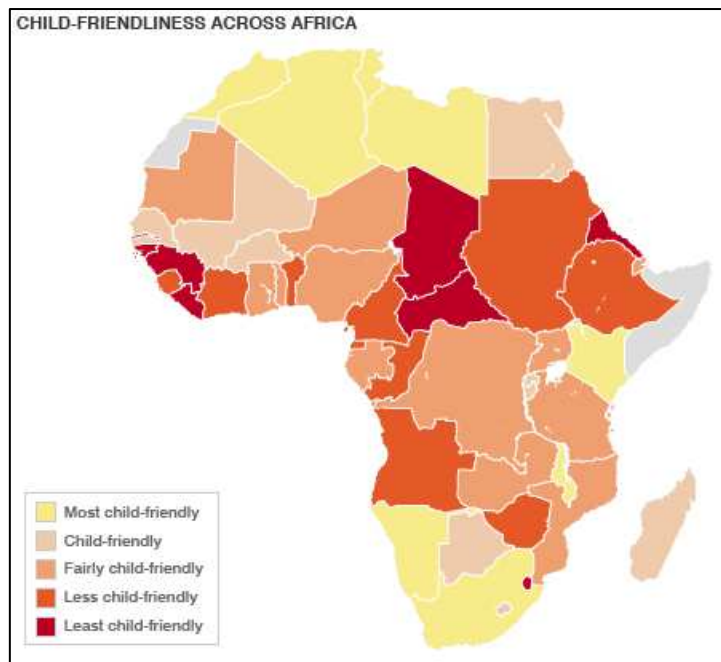 CHILD-FRIENDLINESS ACROSS AFRICA
Most child-friendly
Child-friendly
Fairly child-friendly
Less child-friendly
Least child-friendly